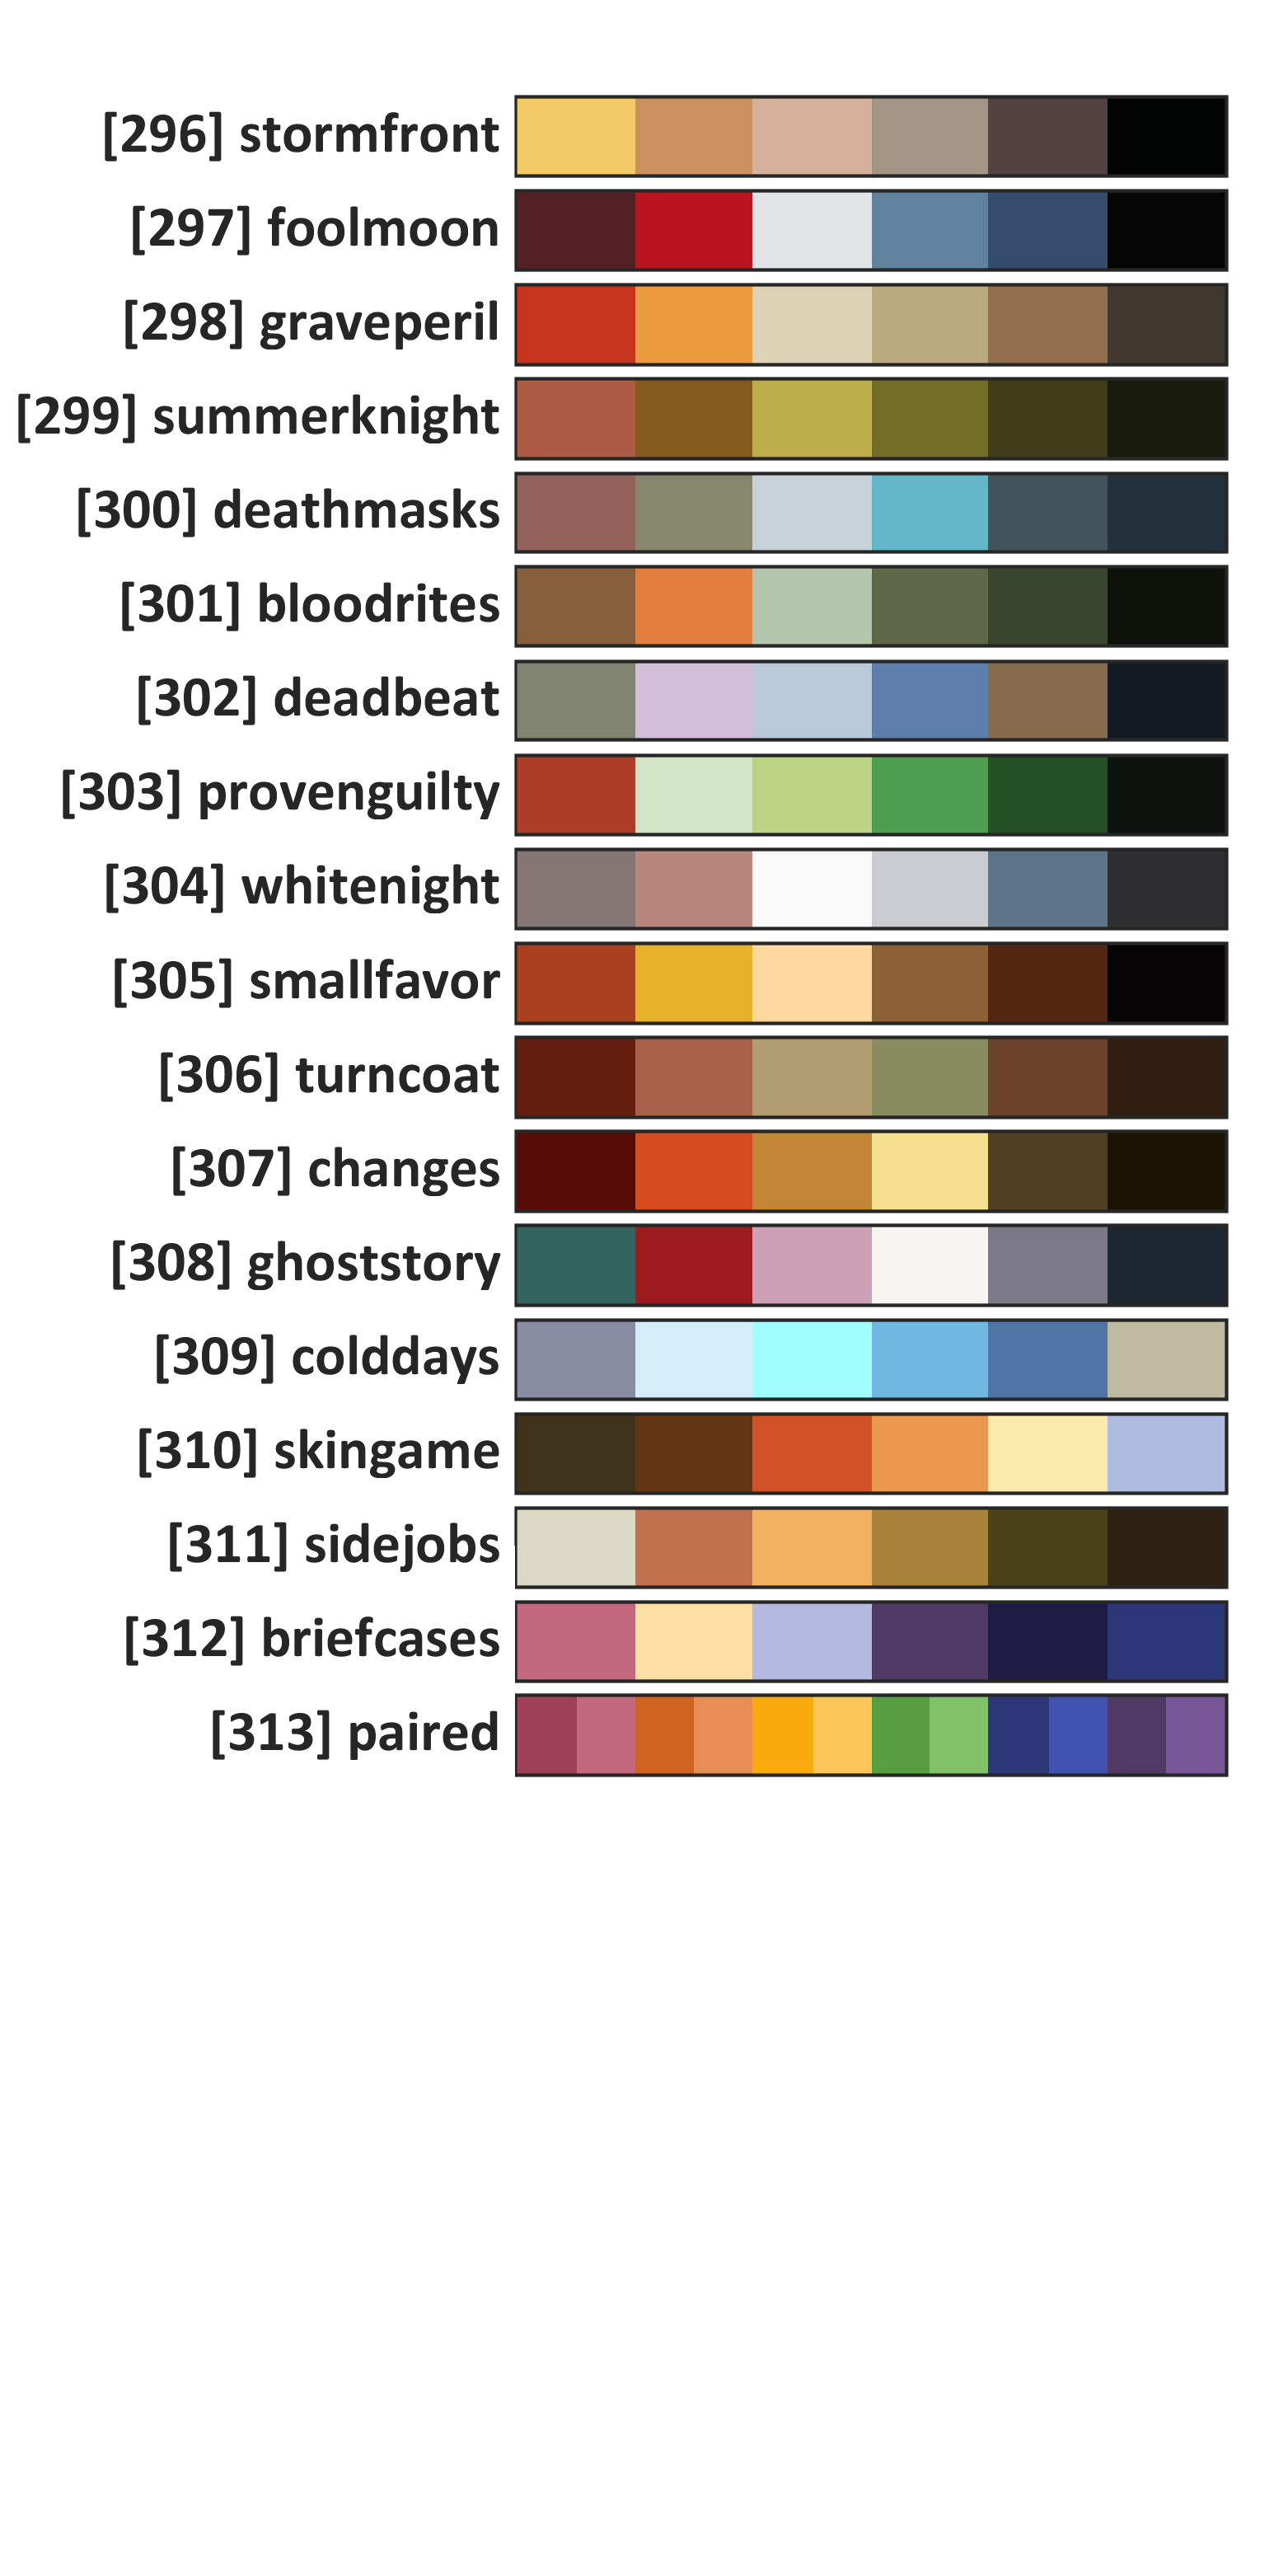 [296] stormfront
[297] foolmoon
[298] graveperil
[299] summerknight
[300] deathmasks
[301] bloodrites
[302] deadbeat
[303] provenguilty
[304] whitenight
[305] smallfavor
[306] turncoat
[307] changes
[308] ghoststory
[309] colddays
[310] skingame
[311] sidejobs
[312] briefcases
[313] paired